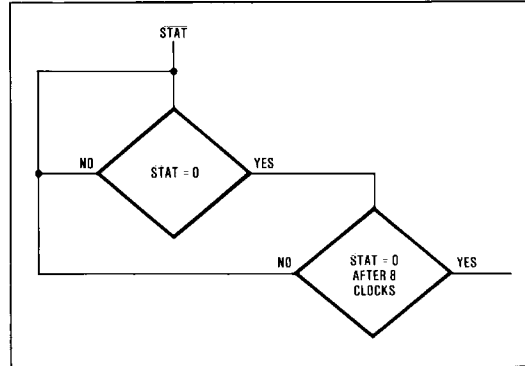 STAT
NO
STAT = 0
YES
NO
STAT = 0
AFTER 8
CLOCKS
YES